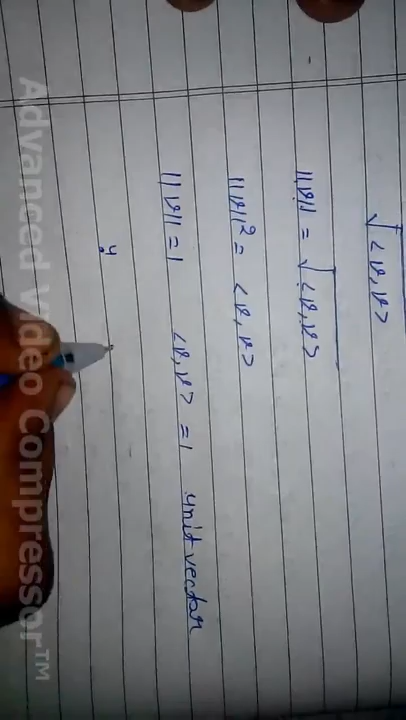 √<v,v>
||v|| = √<v,v>
||v||² = <v,v>
||v|| = 1 <v,v> = 1 unit vector
y
Advanced Video Compressor™